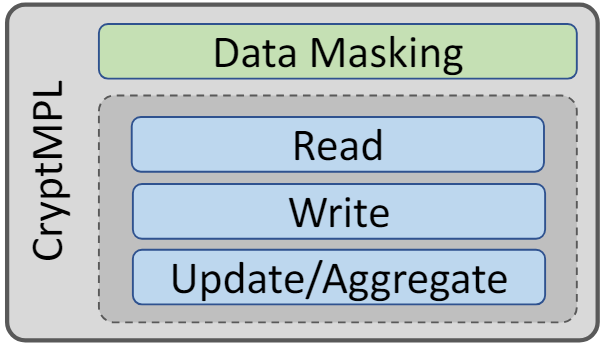 CryptMPL
Data Masking
Read
Write
Update/Aggregate